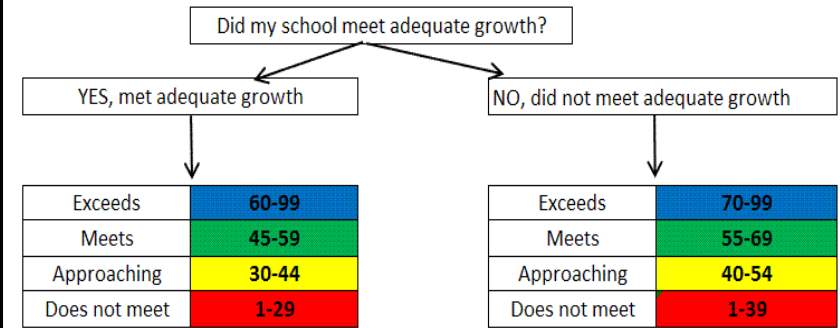 Did my school meet adequate growth?
YES, met adequate growth
NO, did not meet adequate growth
Exceeds 60-99
Meets 45-59
Approaching 30-44
Does not meet 1-29
Exceeds 70-99
Meets 55-69
Approaching 40-54
Does not meet 1-39